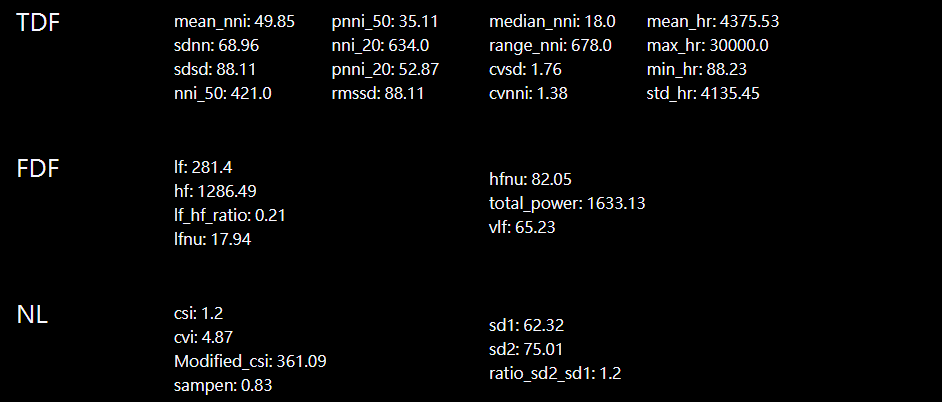 TDF
mean_nni: 49.85
sdnn: 68.96
sdsd: 88.11
nni_50: 421.0
pnni_50: 35.11
nni_20: 634.0
pnni_20: 52.87
rmssd: 88.11
median_nni: 18.0
range_nni: 678.0
cvsd: 1.76
cvnni: 1.38
mean_hr: 4375.53
max_hr: 30000.0
min_hr: 88.23
std_hr: 4135.45
FDF
lf: 281.4
hf: 1286.49
lf_hf_ratio: 0.21
lfnu: 17.94
hfnu: 82.05
total_power: 1633.13
vlf: 65.23
NL
csi: 1.2
cvi: 4.87
Modified_csi: 361.09
sampen: 0.83
sd1: 62.32
sd2: 75.01
ratio_sd2_sd1: 1.2